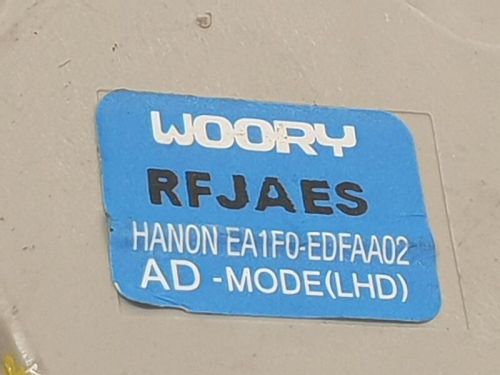 WOORY
RFJAES
HANON EA1F0-EDFAA02
AD -MODE(LHD)